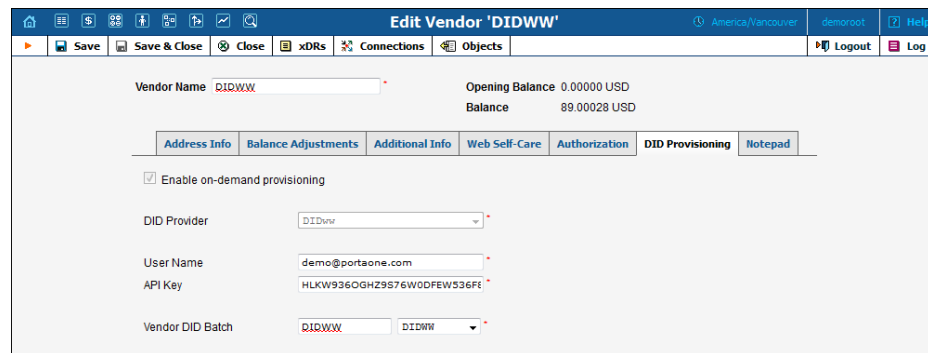 Edit Vendor 'DIDWW' America/Vancouver demoroot ? Help
Save Save & Close Close xDRs Connections Objects Logout Log
Vendor Name DIDWW * Opening Balance 0.00000 USD
Balance 89.00028 USD
Address Info Balance Adjustments Additional Info Web Self-Care Authorization DID Provisioning Notepad
Enable on-demand provisioning
DID Provider DIDww *
User Name demo@portaone.com *
API Key *
Vendor DID Batch DIDWW DIDWW *